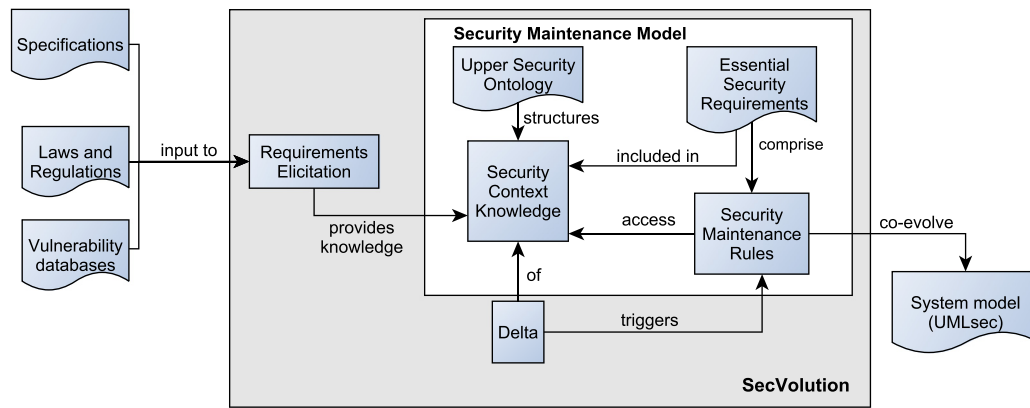 Specifications
Laws and
Regulations
Vulnerability
databases
input to
Requirements
Elicitation
provides
knowledge
Security Maintenance Model
Upper Security
Ontology
structures
Essential
Security
Requirements
included in
comprise
Security
Context
Knowledge
access
Security
Maintenance
Rules
of
Delta
triggers
co-evolve
System model
(UMLsec)
SecVolution